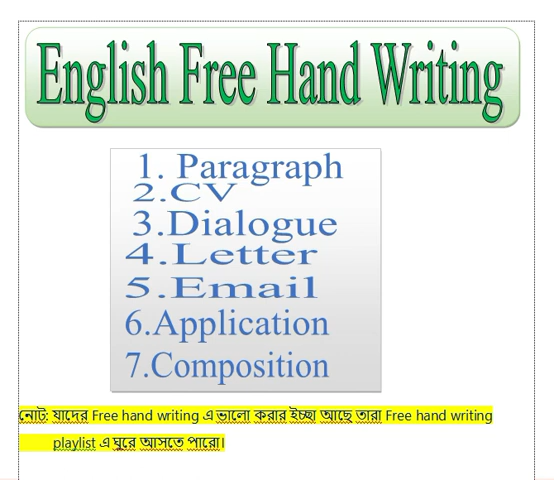 English Free Hand Writing
1. Paragraph
2.CV
3.Dialogue
4.Letter
5.Email
6.Application
7.Composition
নোট: যাদের Free hand writing এ ভালো করার ইচ্ছা আছে তারা Free hand writing
playlist এ ঘুরে আসতে পারো।